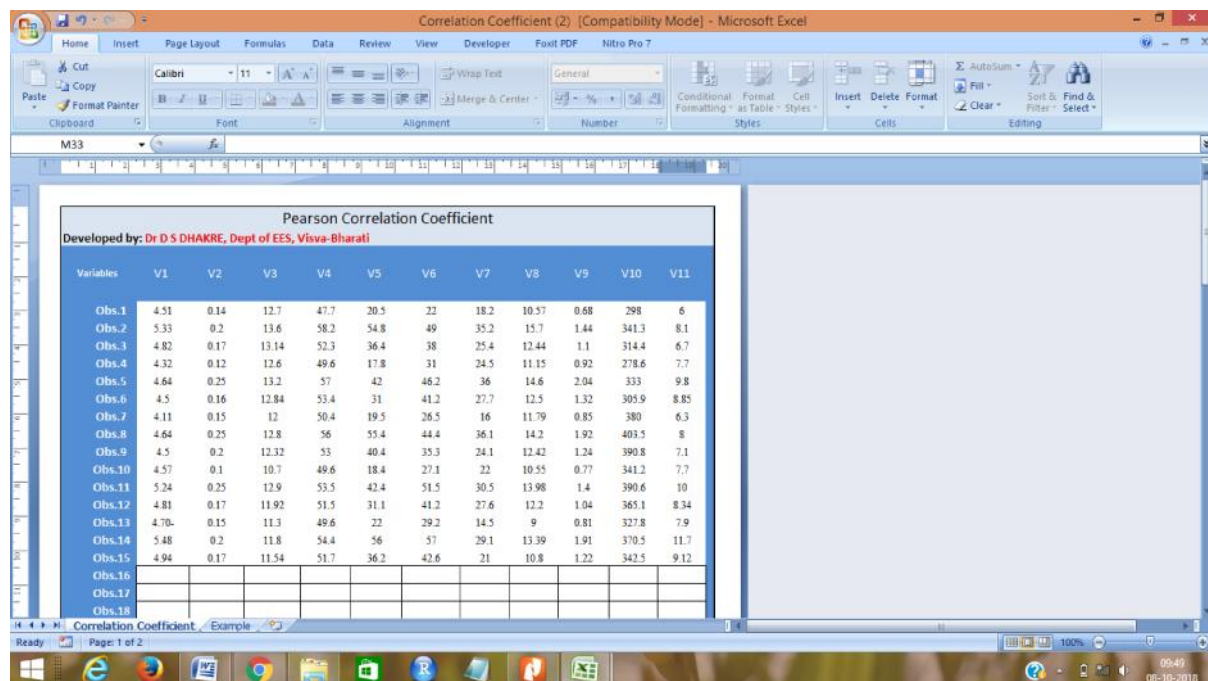 Correlation Coefficient (2) [Compatibility Mode] - Microsoft Excel
Home Insert Page Layout Formulas Data Review View Developer Foxit PDF Nitro Pro 7
Cut
Copy
Format Painter
Paste
Calibri 11
Wrap Text
Merge & Center
General
Conditional Formatting
Format as Table
Cell Styles
Insert Delete Format
AutoSum
Fill
Clear
Sort & Filter
Find & Select
Clipboard Font Alignment Number Styles Cells Editing
M33 fx
Pearson Correlation Coefficient
Developed by: Dr D S DHAKRE, Dept of EES, Visva-Bharati
Variables V1 V2 V3 V4 V5 V6 V7 V8 V9 V10 V11
Obs.1 4.51 0.14 12.7 47.7 20.5 22 18.2 10.57 0.68 298 6
Obs.2 5.33 0.2 13.6 58.2 54.8 49 35.2 15.7 1.44 341.3 8.1
Obs.3 4.82 0.17 13.14 52.3 36.4 38 25.4 12.44 1.1 314.4 6.7
Obs.4 4.32 0.12 12.6 49.6 17.8 31 24.5 11.15 0.92 278.6 7.7
Obs.5 4.64 0.25 13.2 57 42 46.2 36 14.6 2.04 333 9.8
Obs.6 4.5 0.16 12.84 53.4 31 41.2 27.7 12.5 1.32 305.9 8.85
Obs.7 4.11 0.15 12 50.4 19.5 26.5 16 11.79 0.85 380 6.3
Obs.8 4.64 0.25 12.8 56 55.4 44.4 36.1 14.2 1.92 403.5 8
Obs.9 4.5 0.2 12.32 53 40.4 35.3 24.1 12.42 1.24 390.8 7.1
Obs.10 4.57 0.1 10.7 49.6 18.4 27.1 22 10.55 0.77 341.2 7.7
Obs.11 5.24 0.25 12.9 53.5 42.4 51.5 30.5 13.98 1.4 390.6 10
Obs.12 4.81 0.17 11.92 51.5 31.1 41.2 27.6 12.2 1.04 365.1 8.34
Obs.13 4.70- 0.15 11.3 49.6 22 29.2 14.5 9 0.81 327.8 7.9
Obs.14 5.48 0.2 11.8 54.4 56 57 29.1 13.39 1.91 370.5 11.7
Obs.15 4.94 0.17 11.54 51.7 36.2 42.6 21 10.8 1.22 342.5 9.12
Obs.16
Obs.17
Obs.18
Correlation Coefficient Example
Ready Page: 1 of 2 100%
09:49
08-10-2018